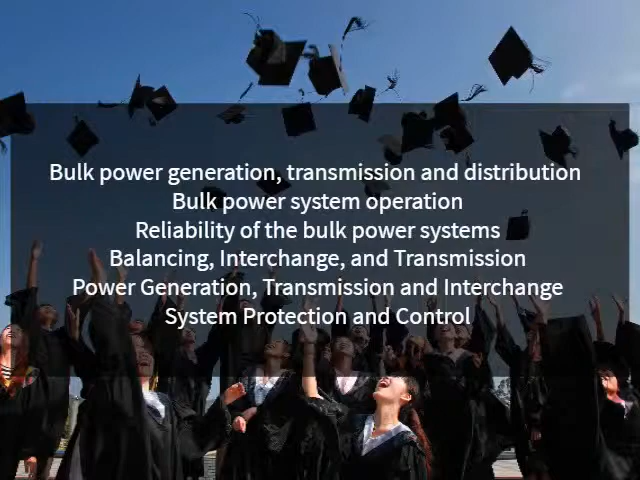 Bulk power generation, transmission and distribution
Bulk power system operation
Reliability of the bulk power systems
Balancing, Interchange, and Transmission
Power Generation, Transmission and Interchange
System Protection and Control